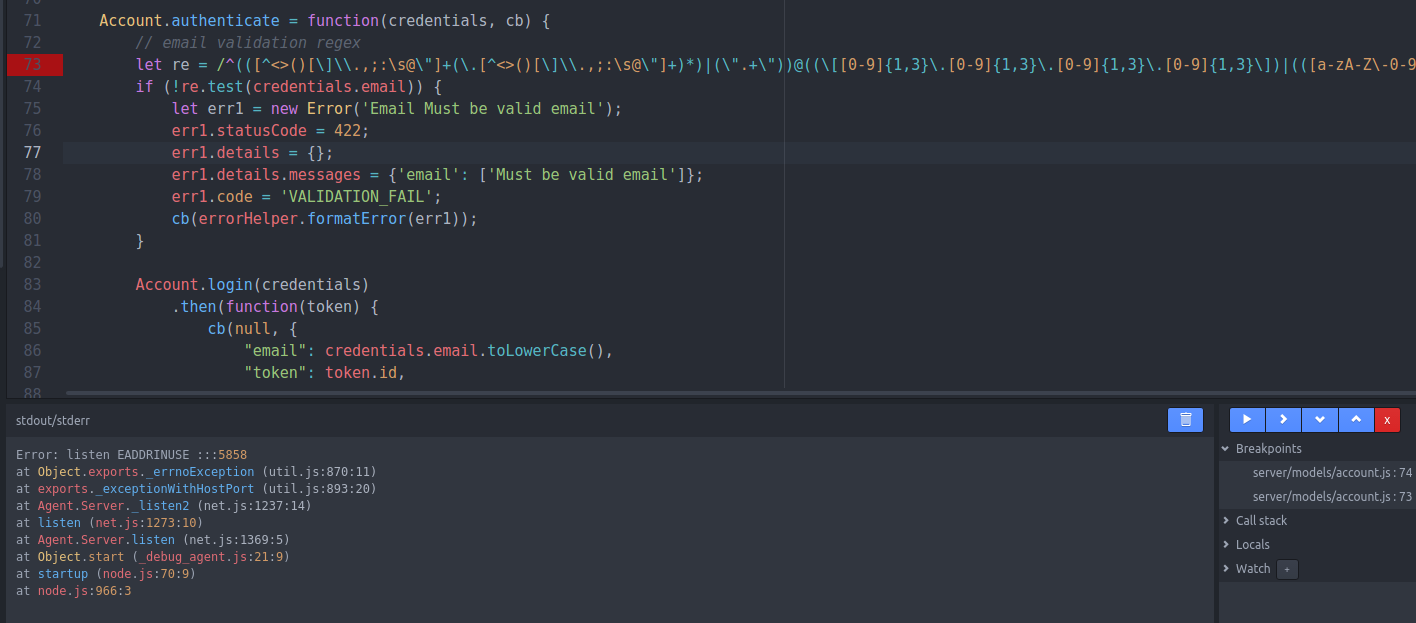 70
71 Account.authenticate = function(credentials, cb) {
72 // email validation regex
73 let re = /^(([^<>()[\]\\.,;:\s@\"]+(\.[^<>()[\]\\.,;:\s@\"]+)*)|(\".+\"))@((\[[0-9]{1,3}\.[0-9]{1,3}\.[0-9]{1,3}\.[0-9]{1,3}\])|(([a-zA-Z\-0-9
74 if (!re.test(credentials.email)) {
75 let err1 = new Error('Email Must be valid email');
76 err1.statusCode = 422;
77 err1.details = {};
78 err1.details.messages = {'email': ['Must be valid email']};
79 err1.code = 'VALIDATION_FAIL';
80 cb(errorHelper.formatError(err1));
81 }
82
83 Account.login(credentials)
84 .then(function(token) {
85 cb(null, {
86 "email": credentials.email.toLowerCase(),
87 "token": token.id,
88
stdout/stderr
Error: listen EADDRINUSE :::5858
at Object.exports._errnoException (util.js:870:11)
at exports._exceptionWithHostPort (util.js:893:20)
at Agent.Server._listen2 (net.js:1237:14)
at listen (net.js:1273:10)
at Agent.Server.listen (net.js:1369:5)
at Object.start (_debug_agent.js:21:9)
at startup (node.js:70:9)
at node.js:966:3
x
Breakpoints
server/models/account.js : 74
server/models/account.js : 73
Call stack
Locals
Watch +